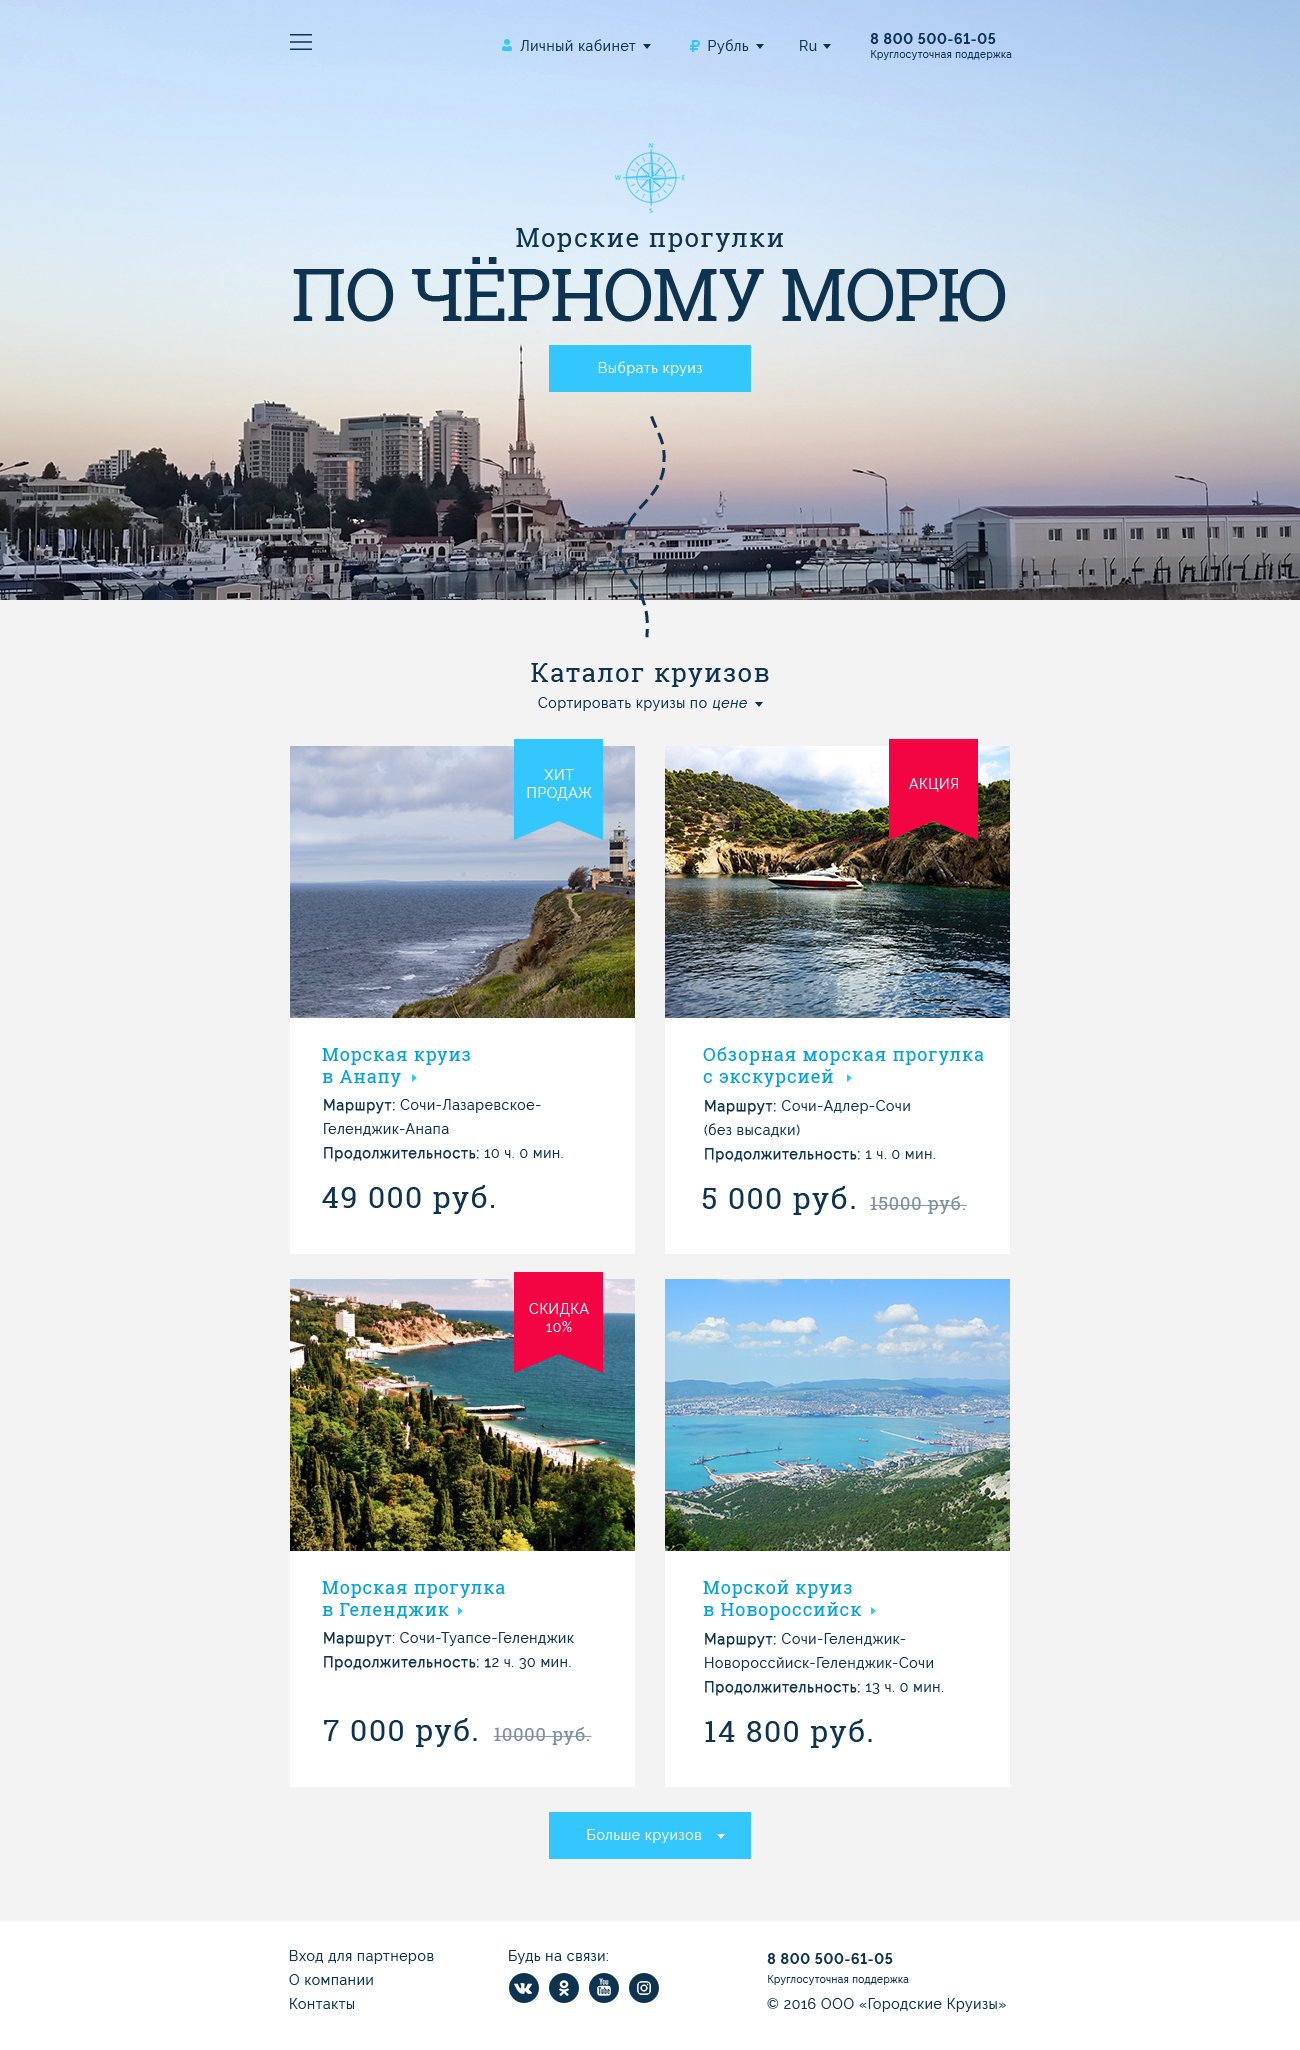 Личный кабинет
Рубль
Ru
8 800 500-61-05
Круглосуточная поддержка
N
W E
S
Морские прогулки
ПО ЧЁРНОМУ МОРЮ
Выбрать круиз
Каталог круизов
Сортировать круизы по цене
ХИТ
ПРОДАЖ
Морская круиз
в Анапу
Маршрут: Сочи-Лазаревское-
Геленджик-Анапа
Продолжительность: 10 ч. 0 мин.
49 000 руб.
АКЦИЯ
Обзорная морская прогулка
с экскурсией
Маршрут: Сочи-Адлер-Сочи
(без высадки)
Продолжительность: 1 ч. 0 мин.
5 000 руб. 15000 руб.
СКИДКА
10%
Морская прогулка
в Геленджик
Маршрут: Сочи-Туапсе-Геленджик
Продолжительность: 12 ч. 30 мин.
7 000 руб. 10000 руб.
Морской круиз
в Новороссийск
Маршрут: Сочи-Геленджик-
Новороссйиск-Геленджик-Сочи
Продолжительность: 13 ч. 0 мин.
14 800 руб.
Больше круизов
Вход для партнеров
О компании
Контакты
Будь на связи:
You
Tube
8 800 500-61-05
Круглосуточная поддержка
© 2016 ООО «Городские Круизы»